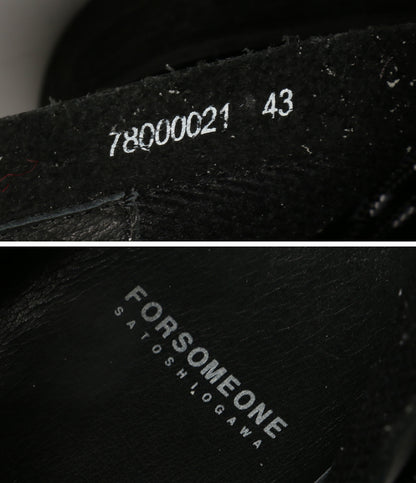 78000021 43
FORSOMEONE
SATOSHI OGAWA